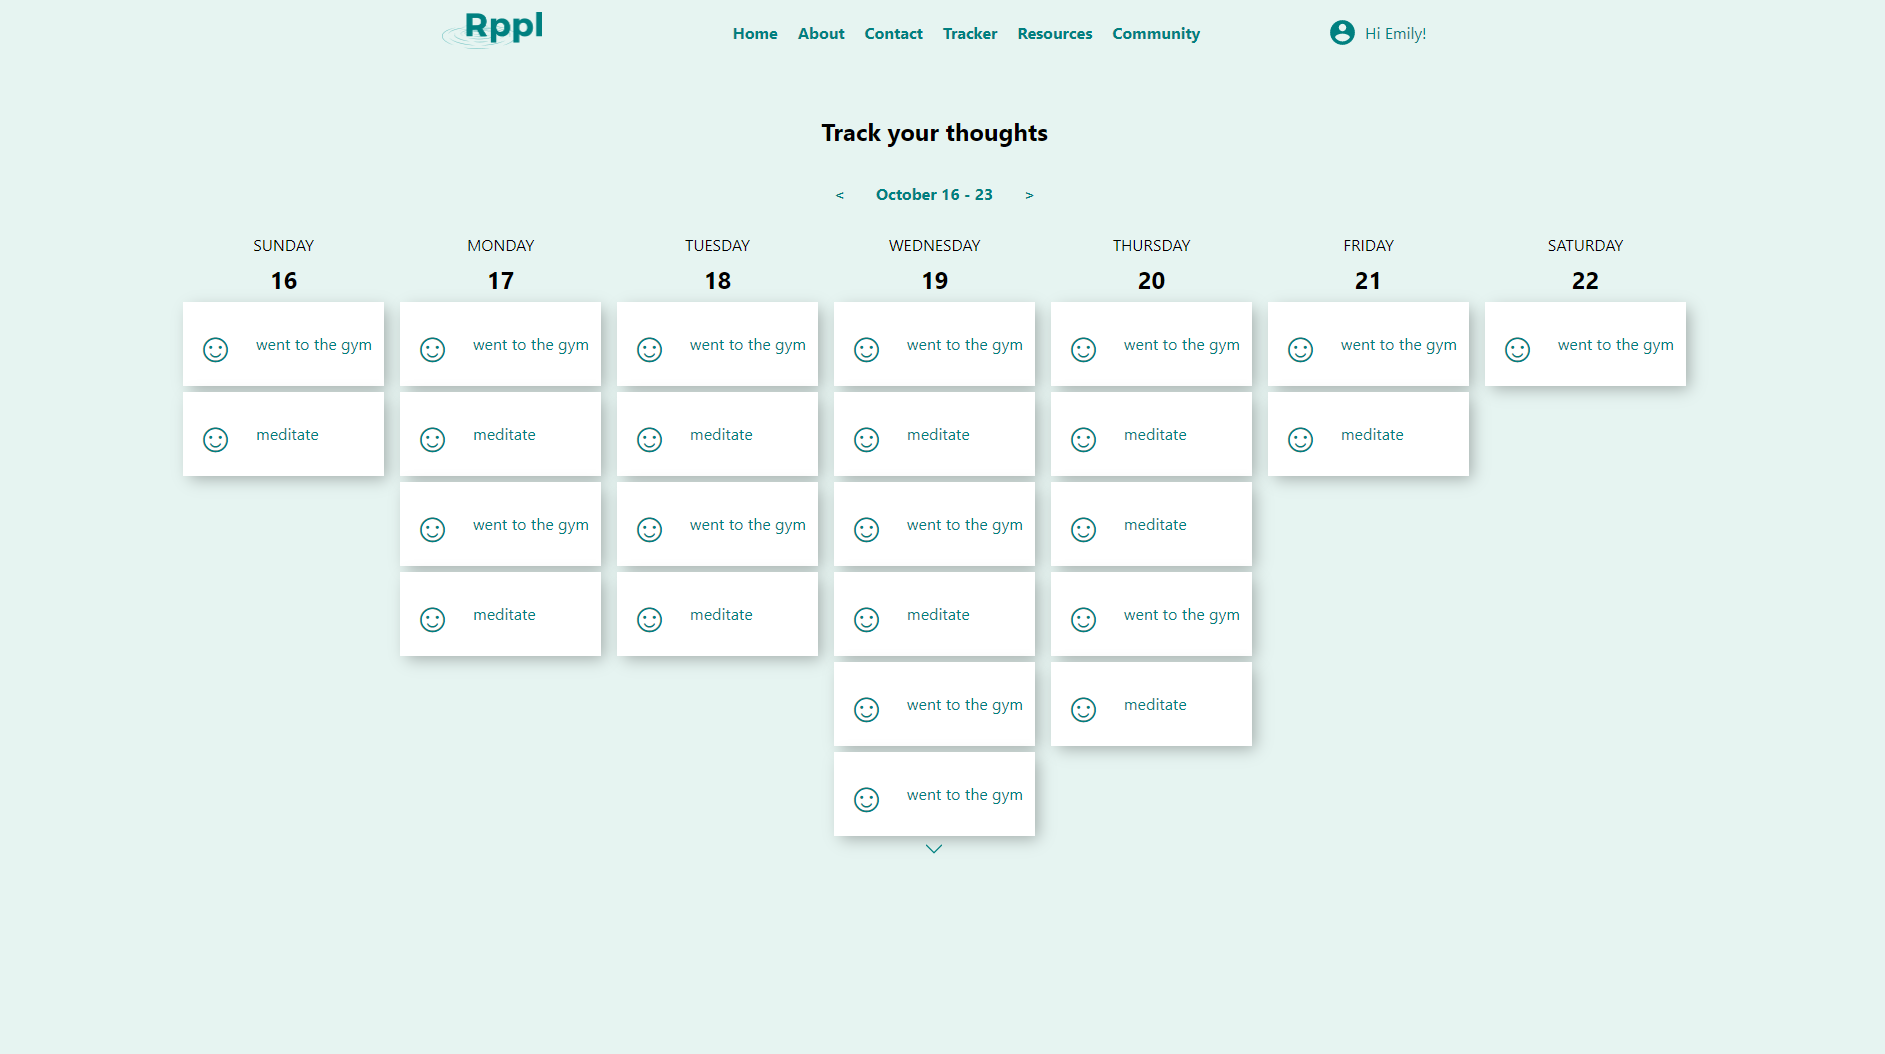 Rppl
Home About Contact Tracker Resources Community
Hi Emily!
Track your thoughts
< October 16 - 23 >
SUNDAY MONDAY TUESDAY WEDNESDAY THURSDAY FRIDAY SATURDAY
16 17 18 19 20 21 22
went to the gym went to the gym went to the gym went to the gym went to the gym went to the gym went to the gym
meditate meditate meditate meditate meditate meditate
went to the gym went to the gym went to the gym meditate
meditate meditate meditate went to the gym
went to the gym meditate
went to the gym